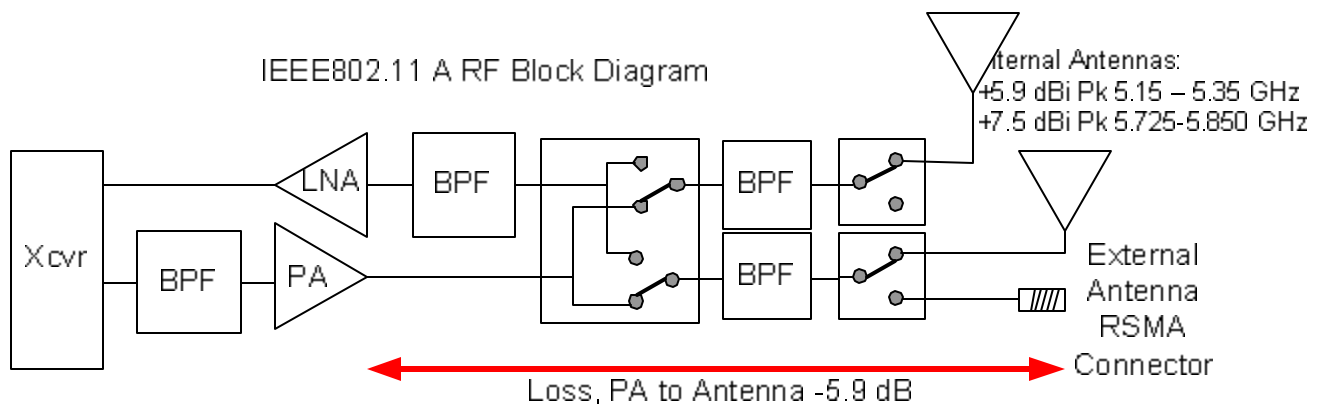 IEEE802.11 A RF Block Diagram
nternal Antennas:
+5.9 dBi Pk 5.15 – 5.35 GHz
+7.5 dBi Pk 5.725-5.850 GHz
LNA
BPF
BPF
Xcvr
BPF
PA
BPF
External
Antenna
RSMA
Connector
Loss, PA to Antenna -5.9 dB